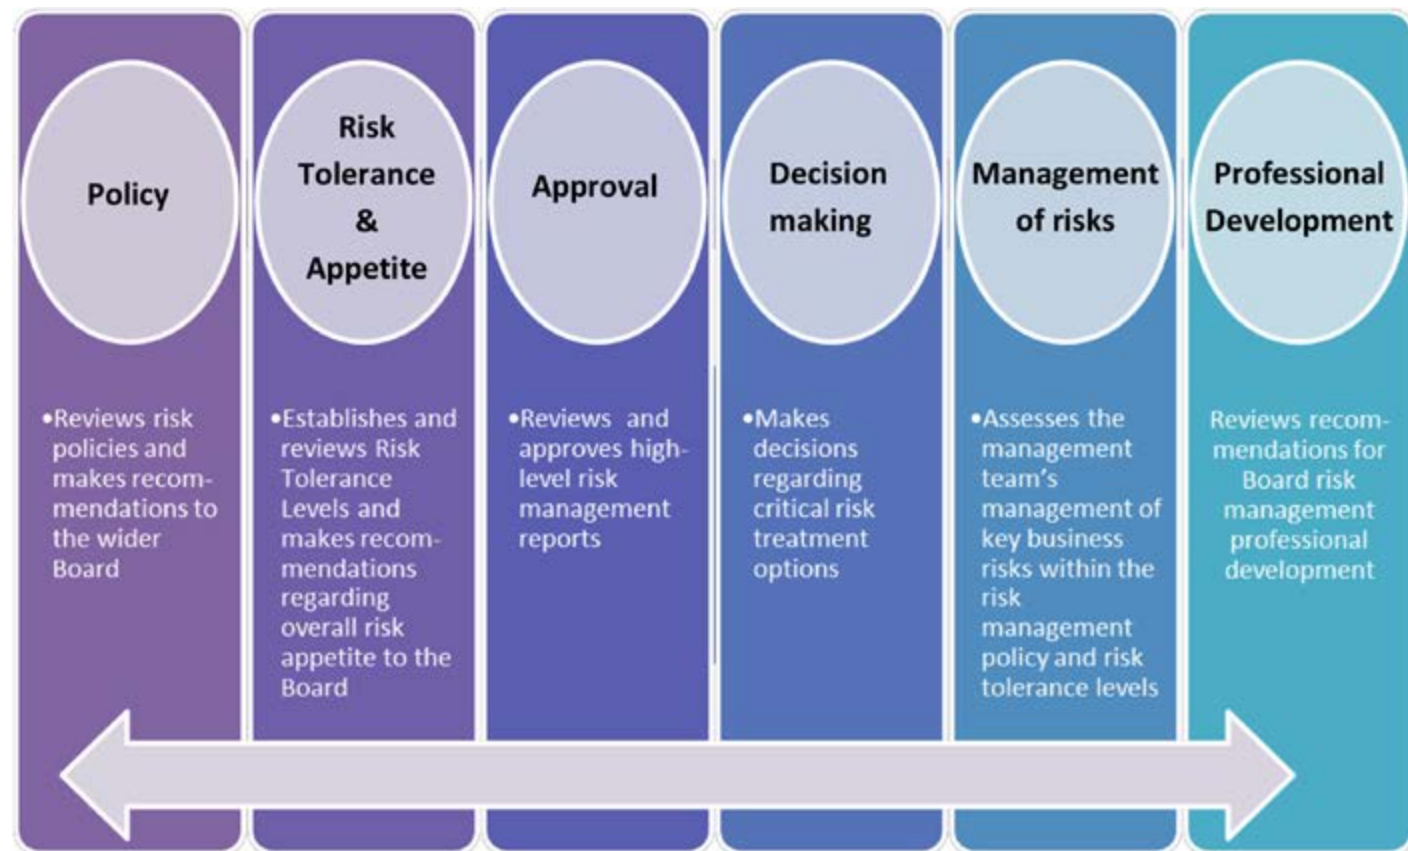 Policy
•Reviews risk
policies and
makes recom-
mendations to
the wider
Board
Risk
Tolerance
&
Appetite
•Establishes and
reviews Risk
Tolerance
Levels and
makes recom-
mendations
regarding
overall risk
appetite to the
Board
Approval
•Reviews and
approves high-
level risk
management
reports
Decision
making
•Makes
decisions
regarding
critical risk
treatment
options
Management
of risks
•Assesses the
management
team's
management of
key business
risks within the
risk
management
policy and risk
tolerance levels
Professional
Development
Reviews recom-
mendations for
Board risk
management
professional
development